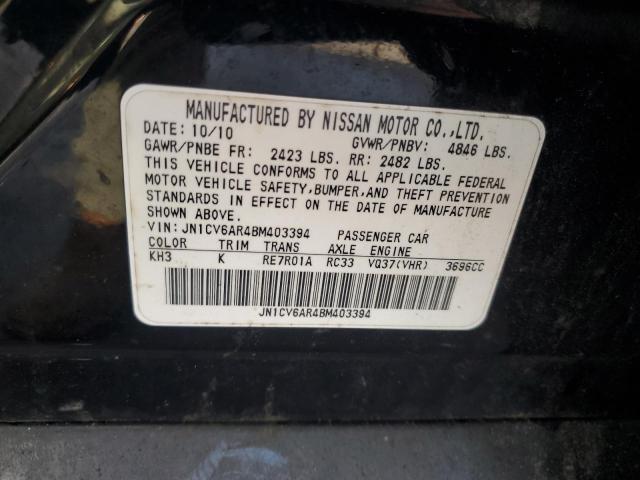 MANUFACTURED BY NISSAN MOTOR CO.,LTD.
DATE: 10/10 GVWR/PNBV: 4846 LBS.
GAWR/PNBE FR: 2423 LBS. RR: 2482 LBS.
THIS VEHICLE CONFORMS TO ALL APPLICABLE FEDERAL
MOTOR VEHICLE SAFETY,BUMPER,AND THEFT PREVENTION
STANDARDS IN EFFECT ON THE DATE OF MANUFACTURE
SHOWN ABOVE.
VIN: JN1CV6AR4BM403394 PASSENGER CAR
COLOR TRIM TRANS AXLE ENGINE
KH3 K RE7R01A RC33 VQ37(VHR) 3696CC
JN1CV6AR4BM403394